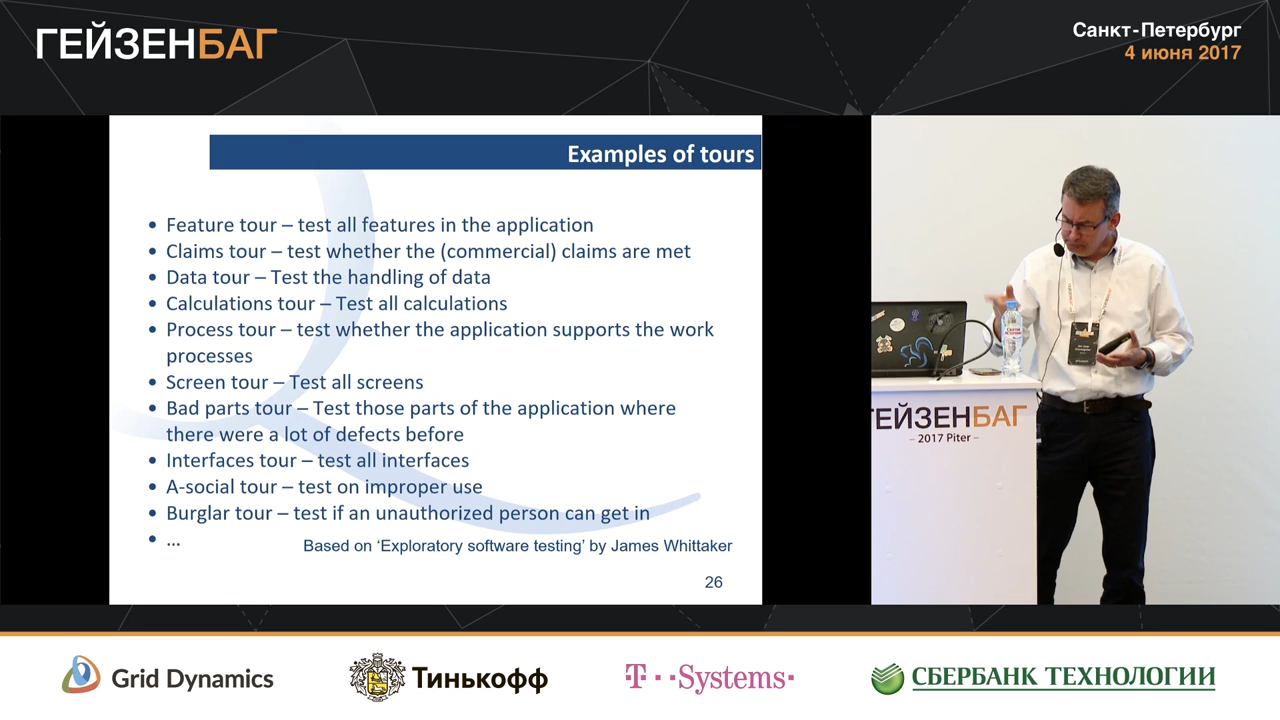 ГЕЙЗЕНБАГ
Санкт-Петербург
4 июня 2017
Examples of tours
• Feature tour – test all features in the application
• Claims tour – test whether the (commercial) claims are met
• Data tour – Test the handling of data
• Calculations tour – Test all calculations
• Process tour – test whether the application supports the work
processes
• Screen tour – Test all screens
• Bad parts tour – Test those parts of the application where
there were a lot of defects before
• Interfaces tour – test all interfaces
• A-social tour – test on improper use
• Burglar tour – test if an unauthorized person can get in
• ...
Based on ‘Exploratory software testing’ by James Whittaker
26
ГЕЙЗЕНБАГ
– 2017 Piter –
Grid Dynamics
Тинькофф
T··Systems·
СБЕРБАНК ТЕХНОЛОГИИ